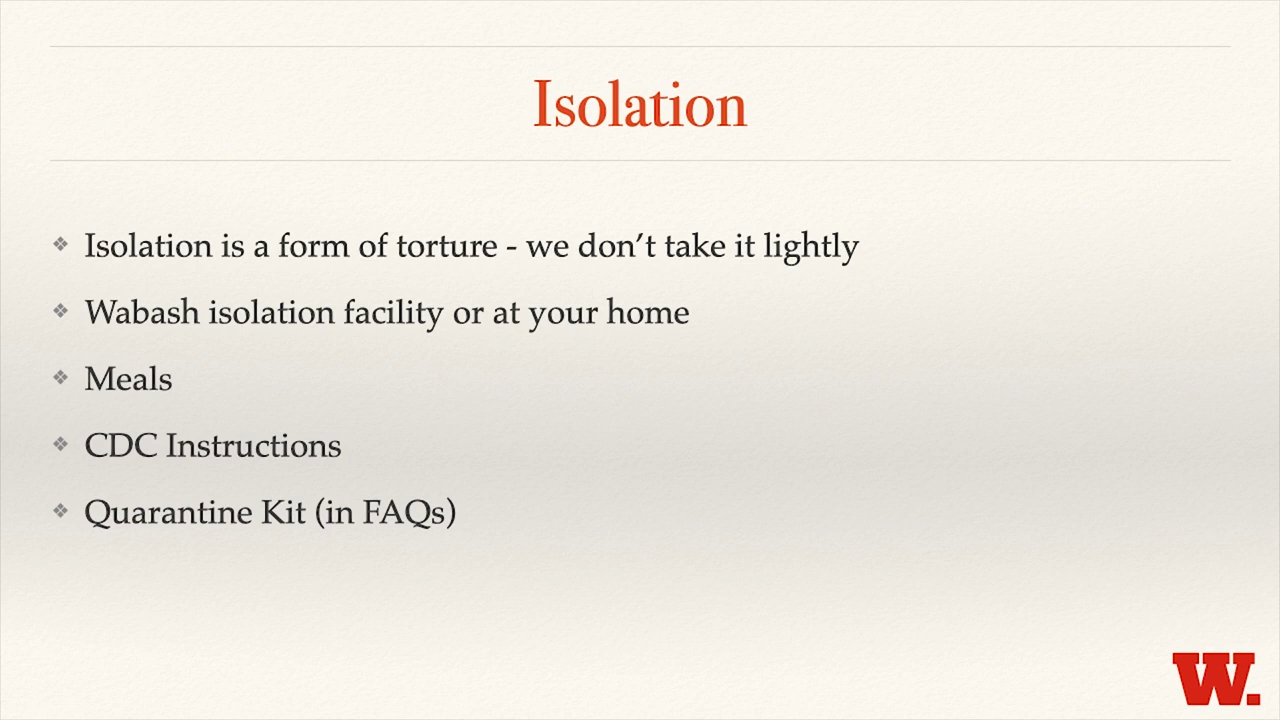 Isolation
❖ Isolation is a form of torture - we don’t take it lightly
❖ Wabash isolation facility or at your home
❖ Meals
❖ CDC Instructions
❖ Quarantine Kit (in FAQs)
W.